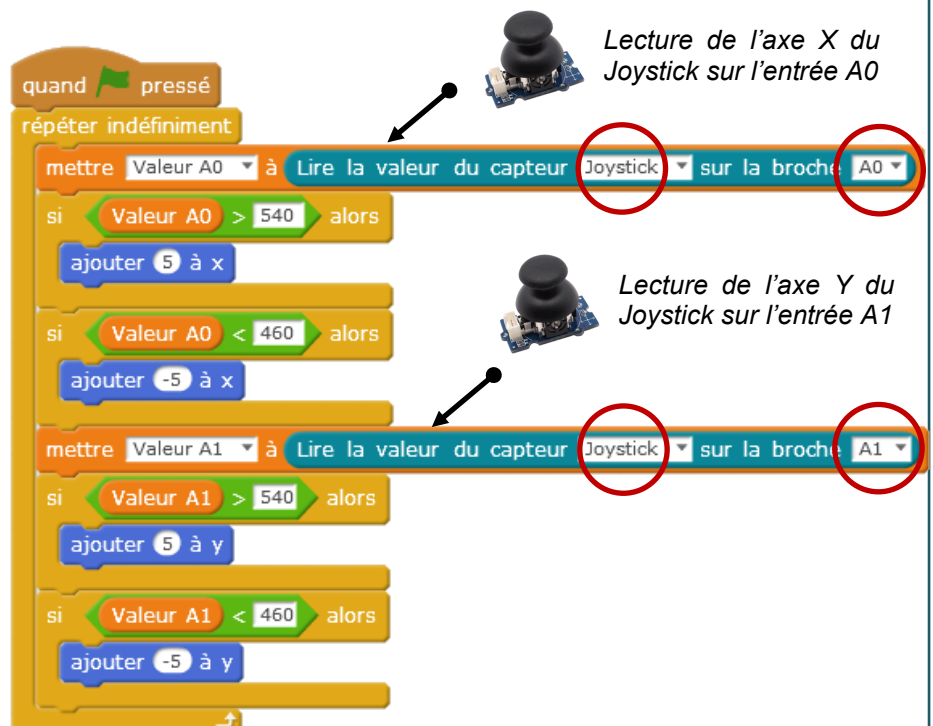 Lecture de l'axe X du
Joystick sur l'entrée A0
quand pressé
répéter indéfiniment
mettre Valeur A0 à Lire la valeur du capteur Joystick sur la broche A0
si Valeur A0 > 540 alors
ajouter 5 à x
Lecture de l'axe Y du
Joystick sur l'entrée A1
si Valeur A0 < 460 alors
ajouter -5 à x
mettre Valeur A1 à Lire la valeur du capteur Joystick sur la broche A1
si Valeur A1 > 540 alors
ajouter 5 à y
si Valeur A1 < 460 alors
ajouter -5 à y